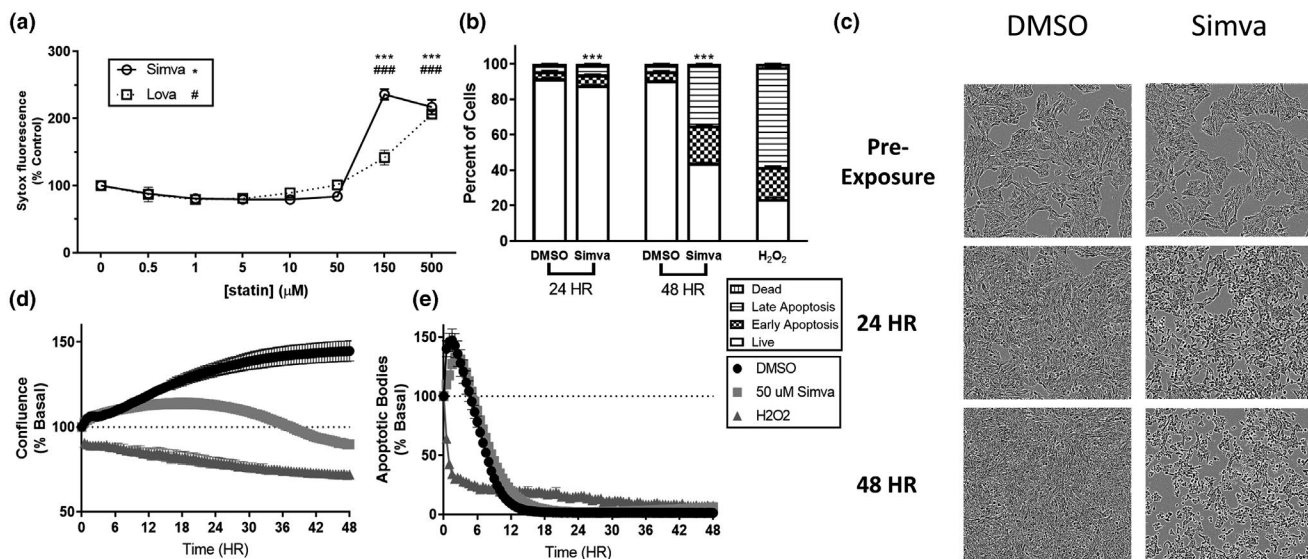 (a)
300
250
200
150
100
50
0
Sytox fluorescence
(% Control)
Simva *
Lova #
***
###
***
###
0 0.5 1 5 10 50 150 500
[statin] (μM)
(b)
100
80
60
40
20
0
Percent of Cells
***
***
DMSO Simva DMSO Simva H₂O₂
24 HR 48 HR
Dead
Late Apoptosis
Early Apoptosis
Live
DMSO
50 uM Simva
H2O2
(c)
DMSO Simva
Pre-
Exposure
24 HR
48 HR
(d)
150
100
50
Confluence
(% Basal)
0 6 12 18 24 30 36 42 48
Time (HR)
(e)
150
100
50
0
Apoptotic Bodies
(% Basal)
0 6 12 18 24 30 36 42 48
Time (HR)